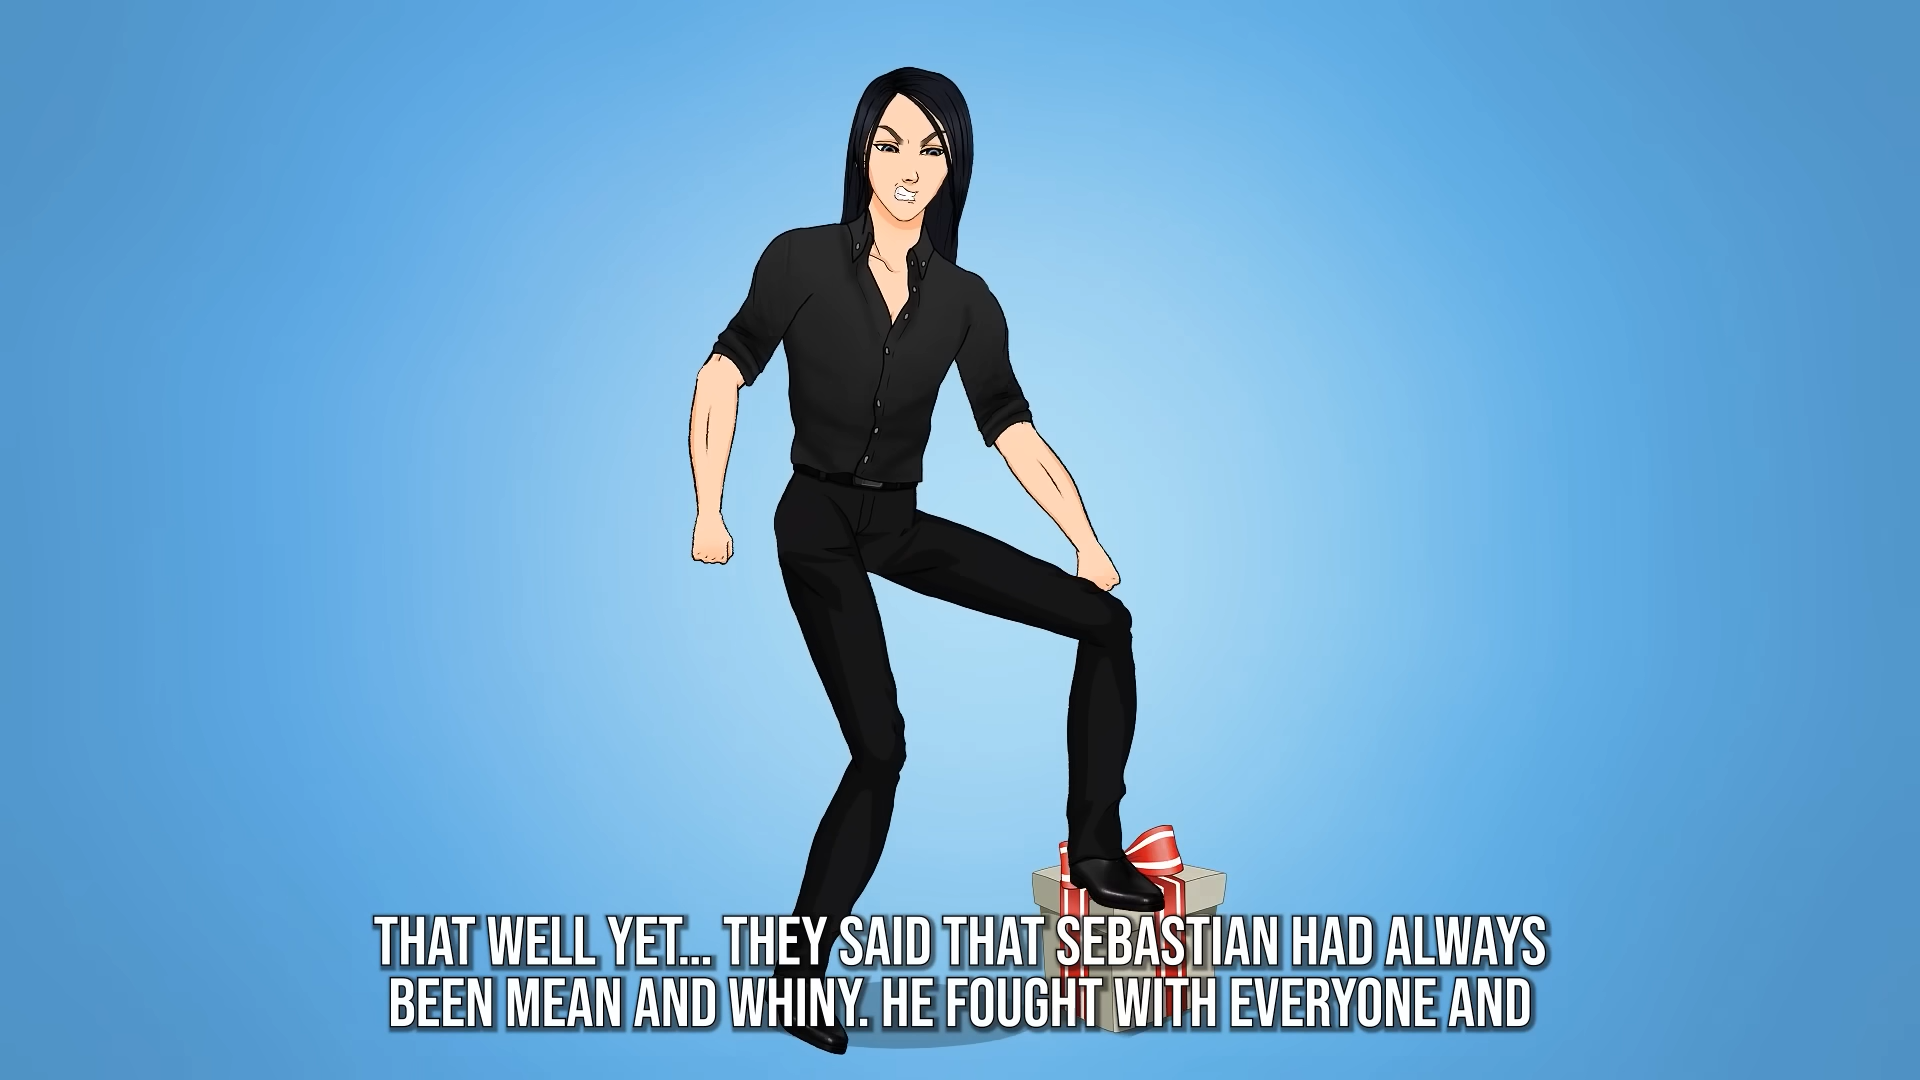 THAT WELL YET... THEY SAID THAT SEBASTIAN HAD ALWAYS
BEEN MEAN AND WHINY. HE FOUGHT WITH EVERYONE AND